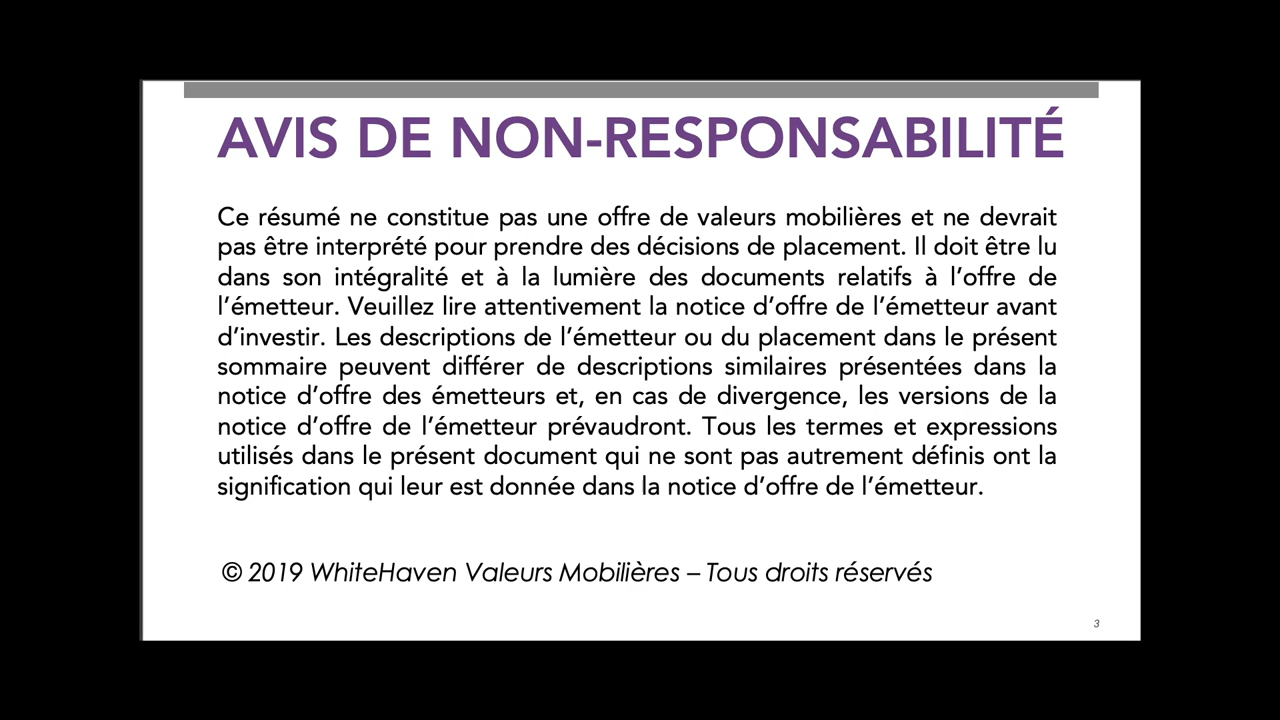 AVIS DE NON-RESPONSABILITÉ
Ce résumé ne constitue pas une offre de valeurs mobilières et ne devrait
pas être interprété pour prendre des décisions de placement. Il doit être lu
dans son intégralité et à la lumière des documents relatifs à l’offre de
l’émetteur. Veuillez lire attentivement la notice d’offre de l’émetteur avant
d’investir. Les descriptions de l’émetteur ou du placement dans le présent
sommaire peuvent différer de descriptions similaires présentées dans la
notice d’offre des émetteurs et, en cas de divergence, les versions de la
notice d’offre de l’émetteur prévaudront. Tous les termes et expressions
utilisés dans le présent document qui ne sont pas autrement définis ont la
signification qui leur est donnée dans la notice d’offre de l’émetteur.
© 2019 WhiteHaven Valeurs Mobilières – Tous droits réservés
3